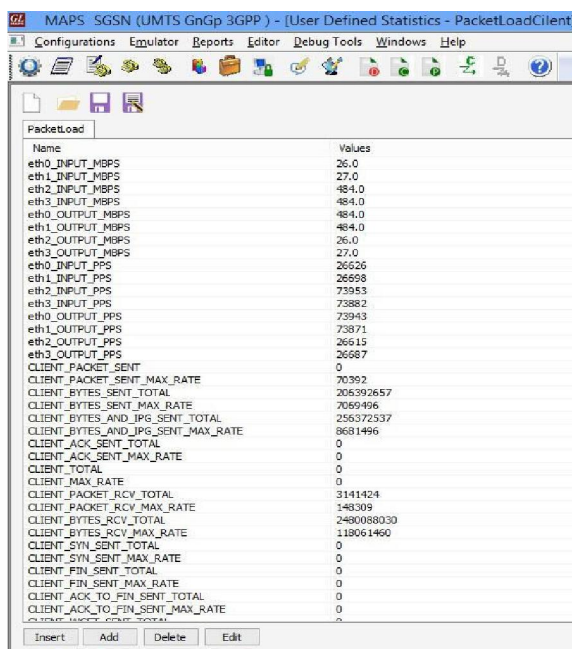 GL MAPS SGSN (UMTS GnGp 3GPP ) - [User Defined Statistics - PacketLoadCilent
Configurations Emulator Reports Editor Debug Tools Windows Help
PacketLoad
Name Values
eth0_INPUT_MBPS 26.0
eth1_INPUT_MBPS 27.0
eth2_INPUT_MBPS 484.0
eth3_INPUT_MBPS 484.0
eth0_OUTPUT_MBPS 484.0
eth1_OUTPUT_MBPS 484.0
eth2_OUTPUT_MBPS 26.0
eth3_OUTPUT_MBPS 27.0
eth0_INPUT_PPS 26626
eth1_INPUT_PPS 26698
eth2_INPUT_PPS 73953
eth3_INPUT_PPS 73882
eth0_OUTPUT_PPS 73943
eth1_OUTPUT_PPS 73871
eth2_OUTPUT_PPS 26615
eth3_OUTPUT_PPS 26687
CLIENT_PACKET_SENT 0
CLIENT_PACKET_SENT_MAX_RATE 70392
CLIENT_BYTES_SENT_TOTAL 206392657
CLIENT_BYTES_SENT_MAX_RATE 7069496
CLIENT_BYTES_AND_IPG_SENT_TOTAL 256372537
CLIENT_BYTES_AND_IPG_SENT_MAX_RATE 8681496
CLIENT_ACK_SENT_TOTAL 0
CLIENT_ACK_SENT_MAX_RATE 0
CLIENT_TOTAL 0
CLIENT_MAX_RATE 0
CLIENT_PACKET_RCV_TOTAL 3141424
CLIENT_PACKET_RCV_MAX_RATE 148309
CLIENT_BYTES_RCV_TOTAL 2480088030
CLIENT_BYTES_RCV_MAX_RATE 118061460
CLIENT_SYN_SENT_TOTAL 0
CLIENT_SYN_SENT_MAX_RATE 0
CLIENT_FIN_SENT_TOTAL 0
CLIENT_FIN_SENT_MAX_RATE 0
CLIENT_ACK_TO_FIN_SENT_TOTAL 0
CLIENT_ACK_TO_FIN_SENT_MAX_RATE 0
Insert Add Delete Edit